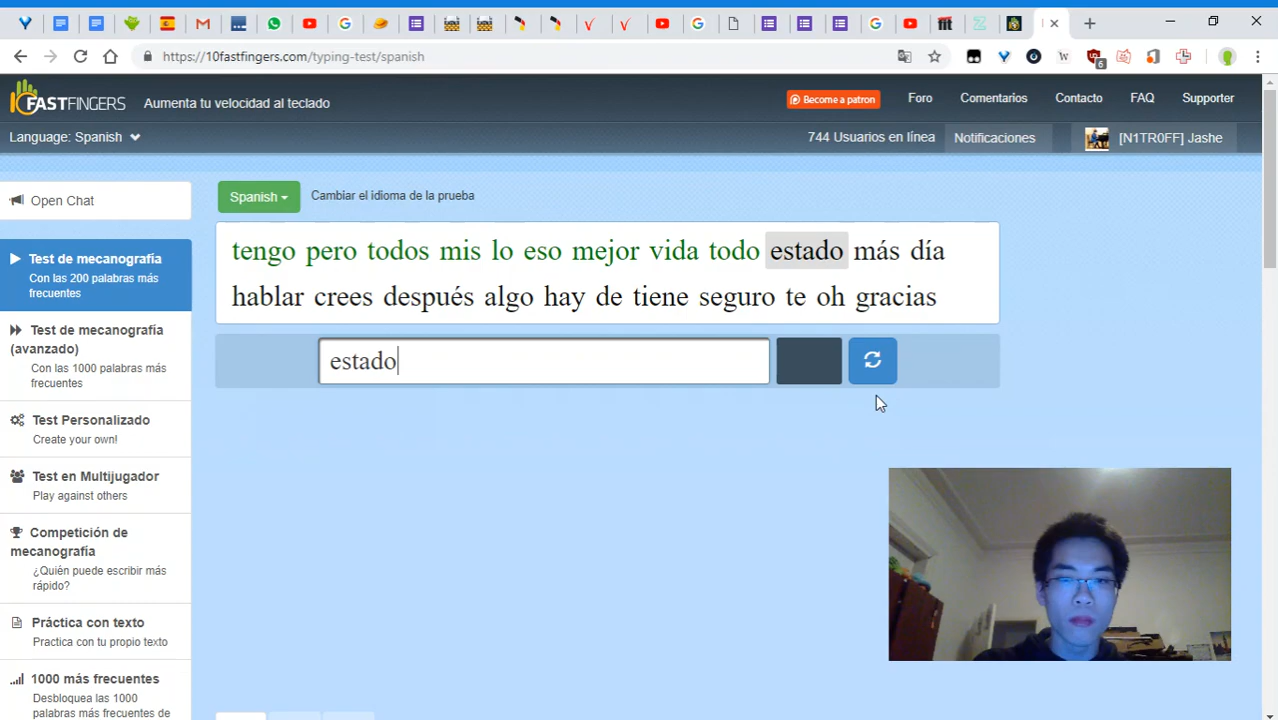 https://10fastfingers.com/typing-test/spanish
6
FASTFINGERS
Aumenta tu velocidad al teclado
Become a patron
Foro
Comentarios
Contacto
FAQ
Supporter
Language: Spanish
744 Usuarios en línea
Notificaciones
[N1TR0FF] Jashe
Open Chat
Spanish
Cambiar el idioma de la prueba
tengo pero todos mis lo eso mejor vida todo estado más día
hablar crees después algo hay de tiene seguro te oh gracias
estado
Test de mecanografía
Con las 200 palabras más
frecuentes
Test de mecanografía
(avanzado)
Con las 1000 palabras más
frecuentes
Test Personalizado
Create your own!
Test en Multijugador
Play against others
Competición de
mecanografía
¿Quién puede escribir más
rápido?
Práctica con texto
Practica con tu propio texto
1000 más frecuentes
Desbloquea las 1000
palabras más frecuentes de